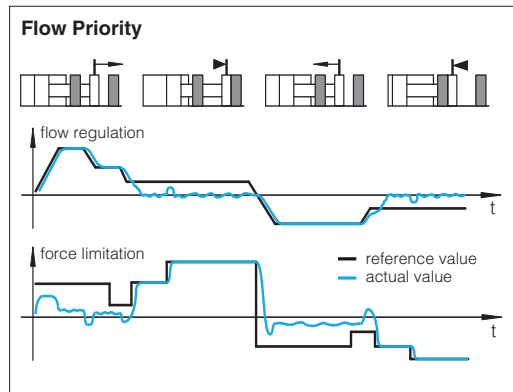 Flow Priority
flow regulation
t
force limitation
reference value
actual value
t